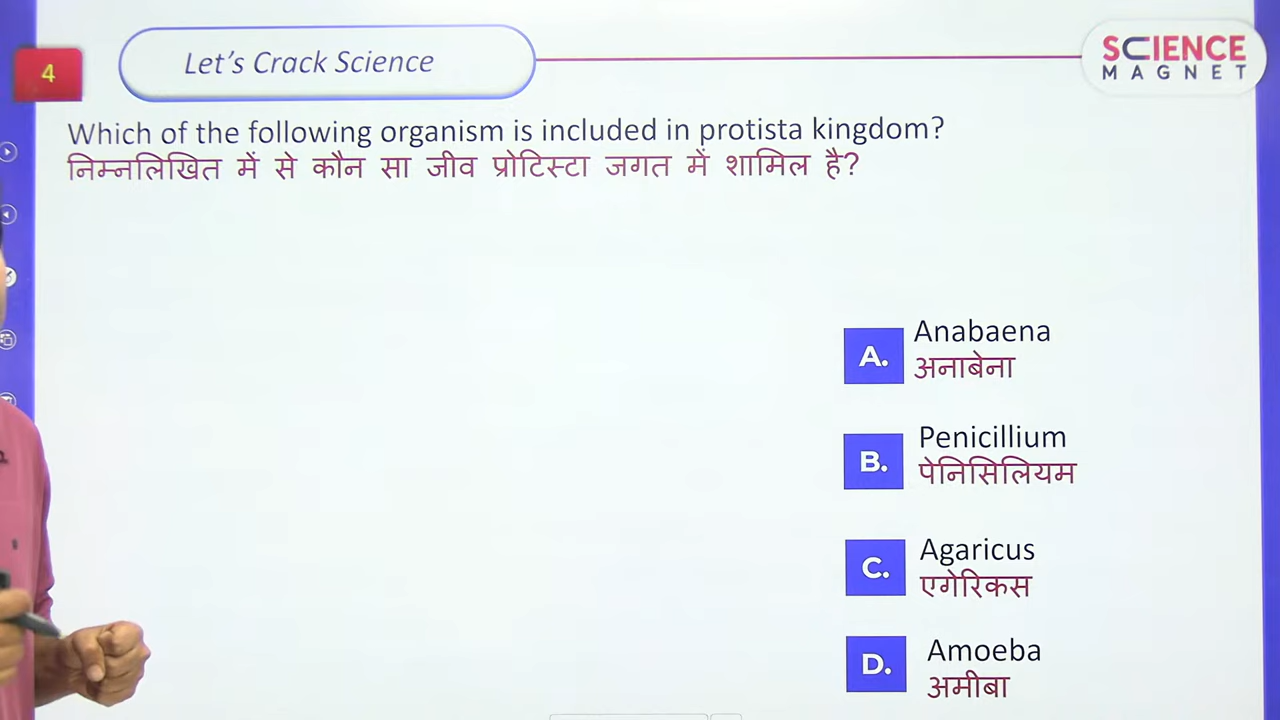 4
Let's Crack Science
SCIENCE
MAGNET
Which of the following organism is included in protista kingdom?
निम्नलिखित में से कौन सा जीव प्रोटिस्टा जगत में शामिल है?
A.
Anabaena
अनाबेना
B.
Penicillium
पेनिसिलियम
C.
Agaricus
एगेरिकस
D.
Amoeba
अमीबा